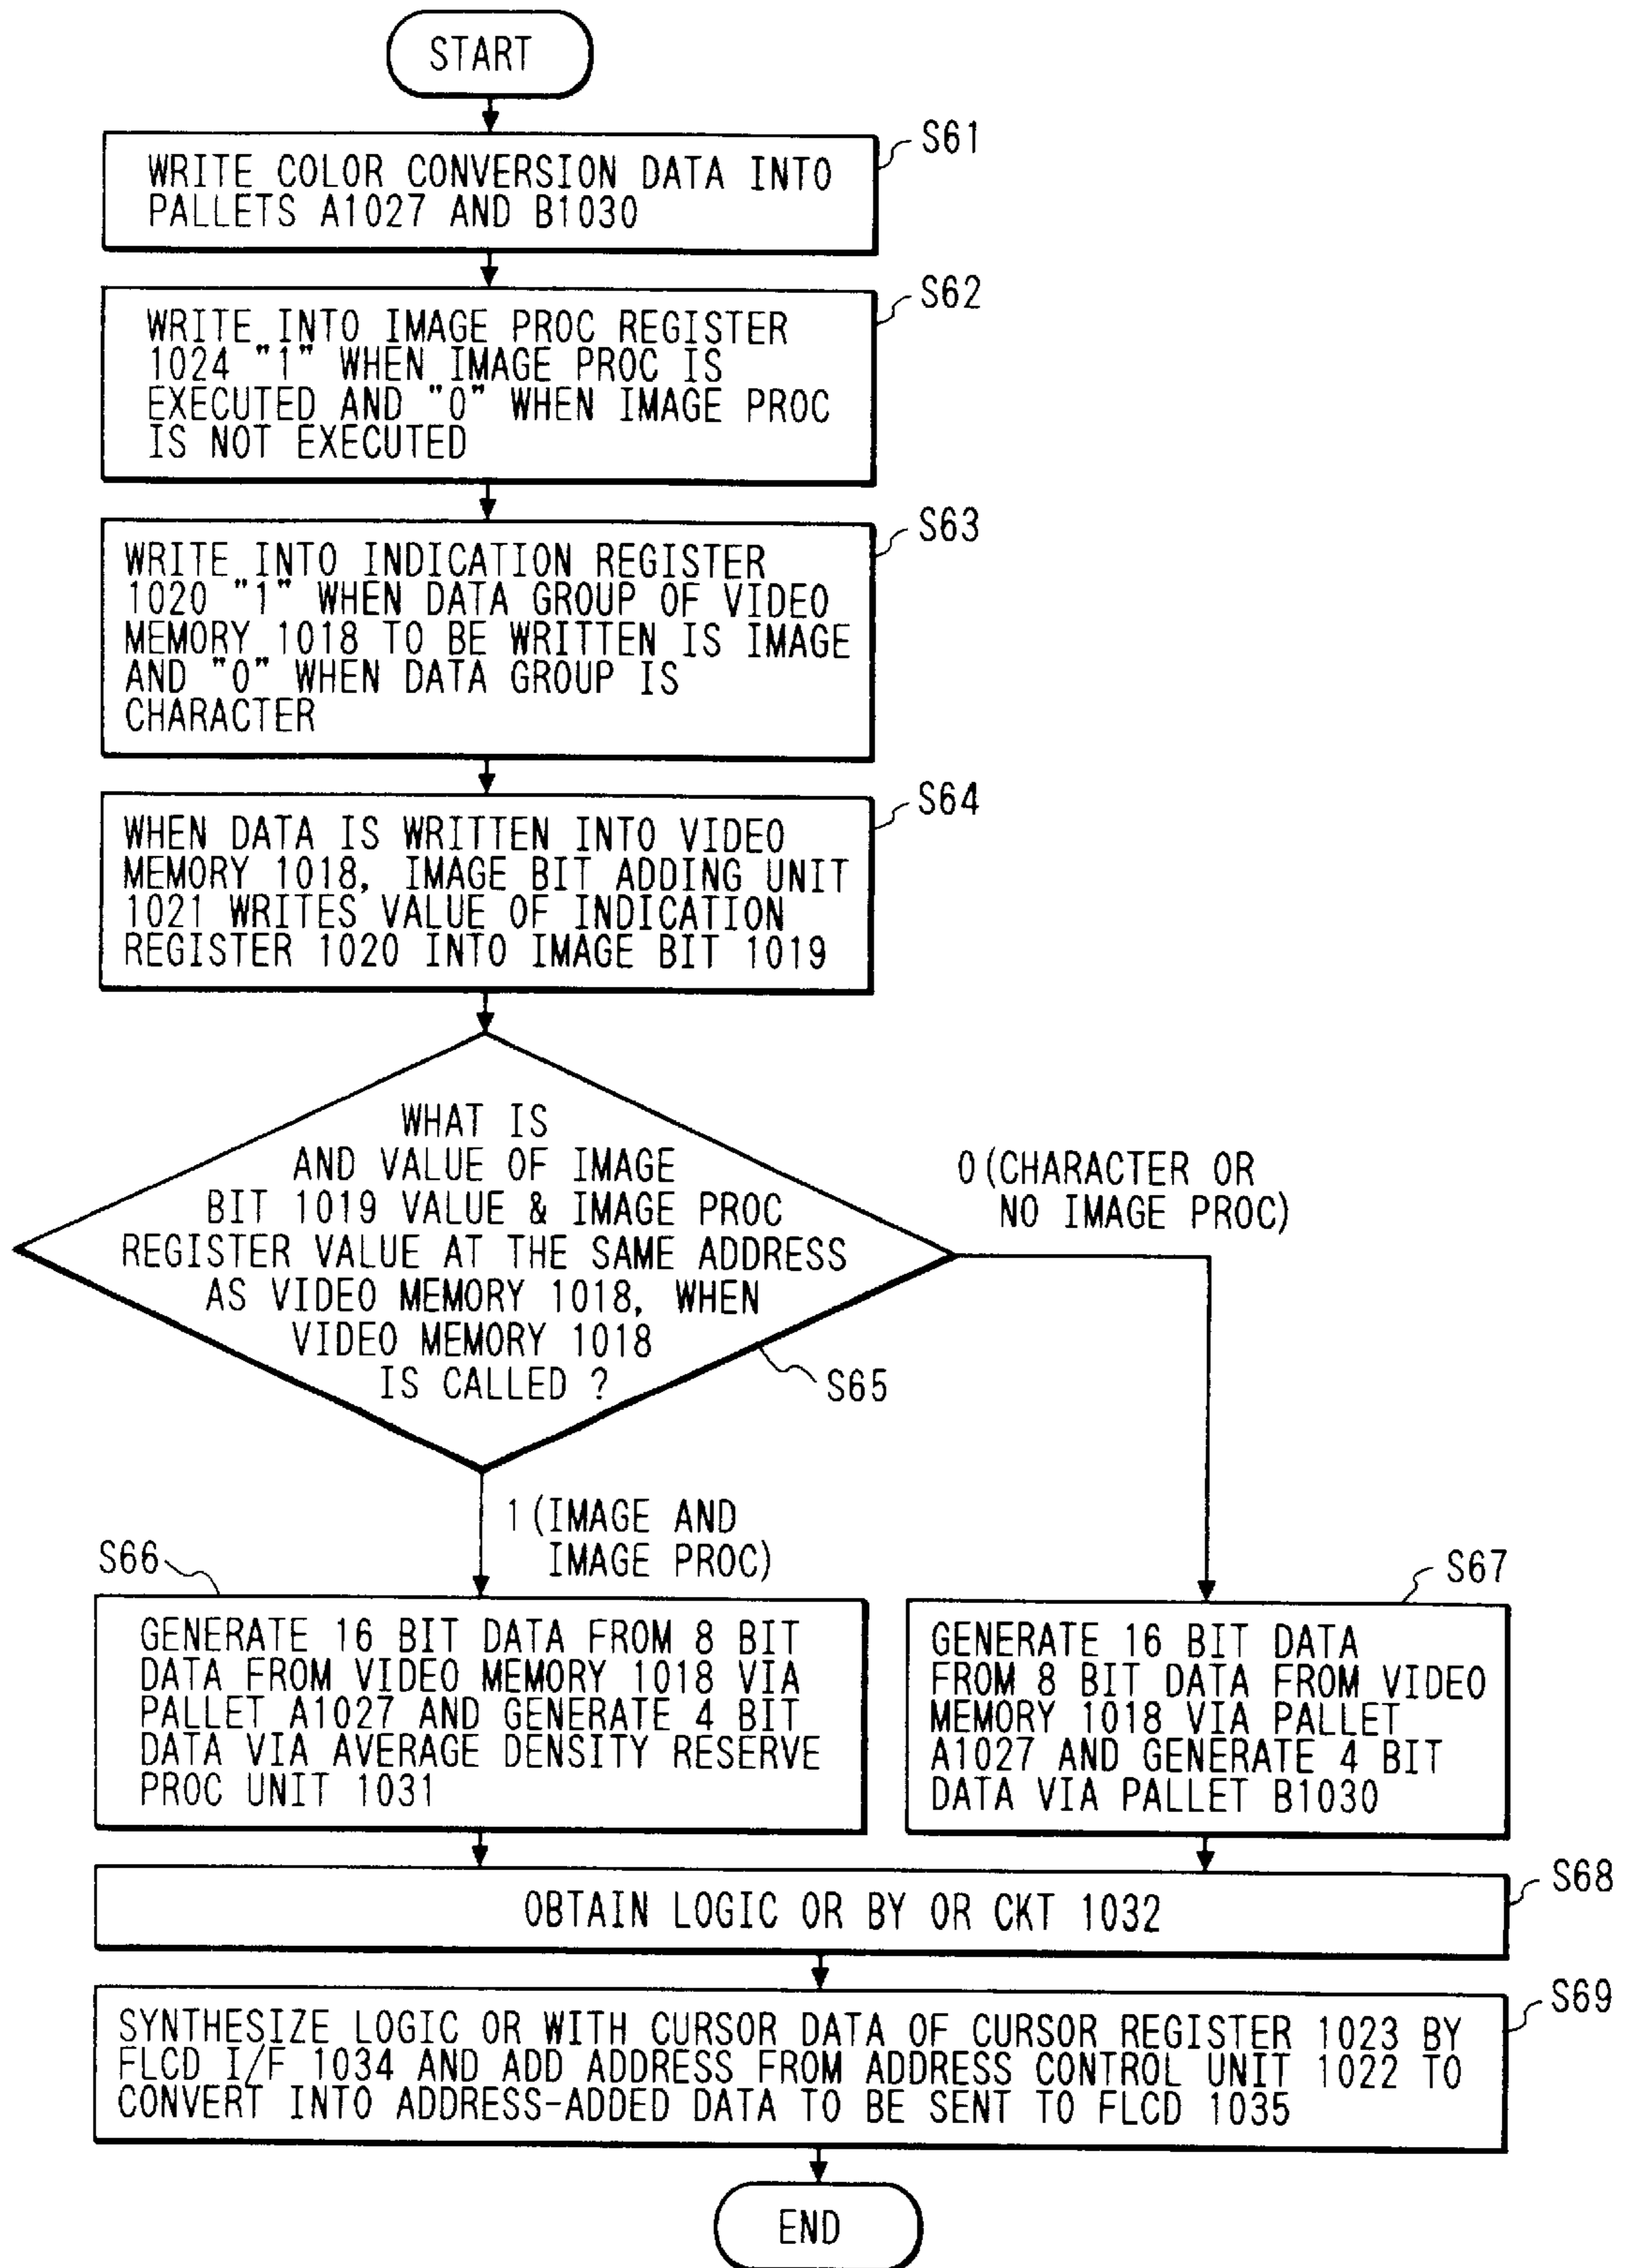 START
S61
WRITE COLOR CONVERSION DATA INTO
PALLETS A1027 AND B1030
S62
WRITE INTO IMAGE PROC REGISTER
1024 "1" WHEN IMAGE PROC IS
EXECUTED AND "0" WHEN IMAGE PROC
IS NOT EXECUTED
S63
WRITE INTO INDICATION REGISTER
1020 "1" WHEN DATA GROUP OF VIDEO
MEMORY 1018 TO BE WRITTEN IS IMAGE
AND "0" WHEN DATA GROUP IS
CHARACTER
S64
WHEN DATA IS WRITTEN INTO VIDEO
MEMORY 1018, IMAGE BIT ADDING UNIT
1021 WRITES VALUE OF INDICATION
REGISTER 1020 INTO IMAGE BIT 1019
WHAT IS
AND VALUE OF IMAGE
BIT 1019 VALUE & IMAGE PROC
REGISTER VALUE AT THE SAME ADDRESS
AS VIDEO MEMORY 1018, WHEN
VIDEO MEMORY 1018
IS CALLED ?
S65
0 (CHARACTER OR
NO IMAGE PROC)
1 (IMAGE AND
IMAGE PROC)
S66
GENERATE 16 BIT DATA FROM 8 BIT
DATA FROM VIDEO MEMORY 1018 VIA
PALLET A1027 AND GENERATE 4 BIT
DATA VIA AVERAGE DENSITY RESERVE
PROC UNIT 1031
S67
GENERATE 16 BIT DATA
FROM 8 BIT DATA FROM VIDEO
MEMORY 1018 VIA PALLET
A1027 AND GENERATE 4 BIT
DATA VIA PALLET B1030
S68
OBTAIN LOGIC OR BY OR CKT 1032
S69
SYNTHESIZE LOGIC OR WITH CURSOR DATA OF CURSOR REGISTER 1023 BY
FLCD I/F 1034 AND ADD ADDRESS FROM ADDRESS CONTROL UNIT 1022 TO
CONVERT INTO ADDRESS-ADDED DATA TO BE SENT TO FLCD 1035
END